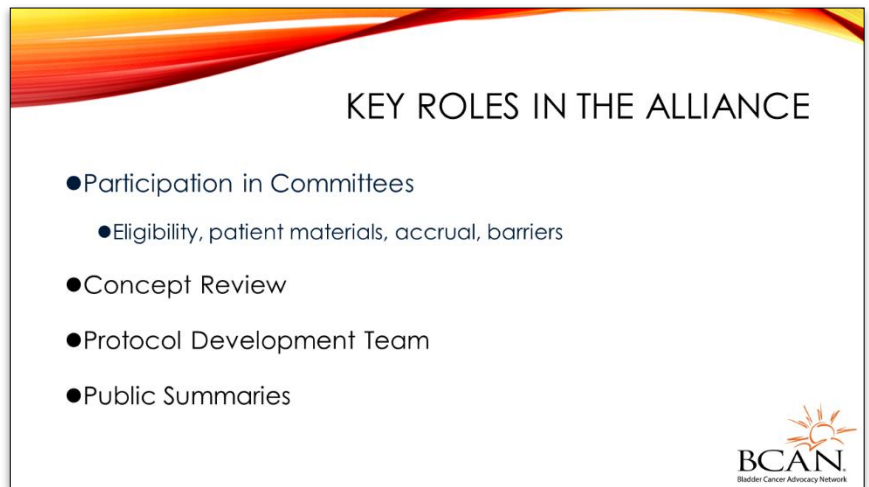 KEY ROLES IN THE ALLIANCE
●Participation in Committees
●Eligibility, patient materials, accrual, barriers
●Concept Review
●Protocol Development Team
●Public Summaries
BCAN.
Bladder Cancer Advocacy Network